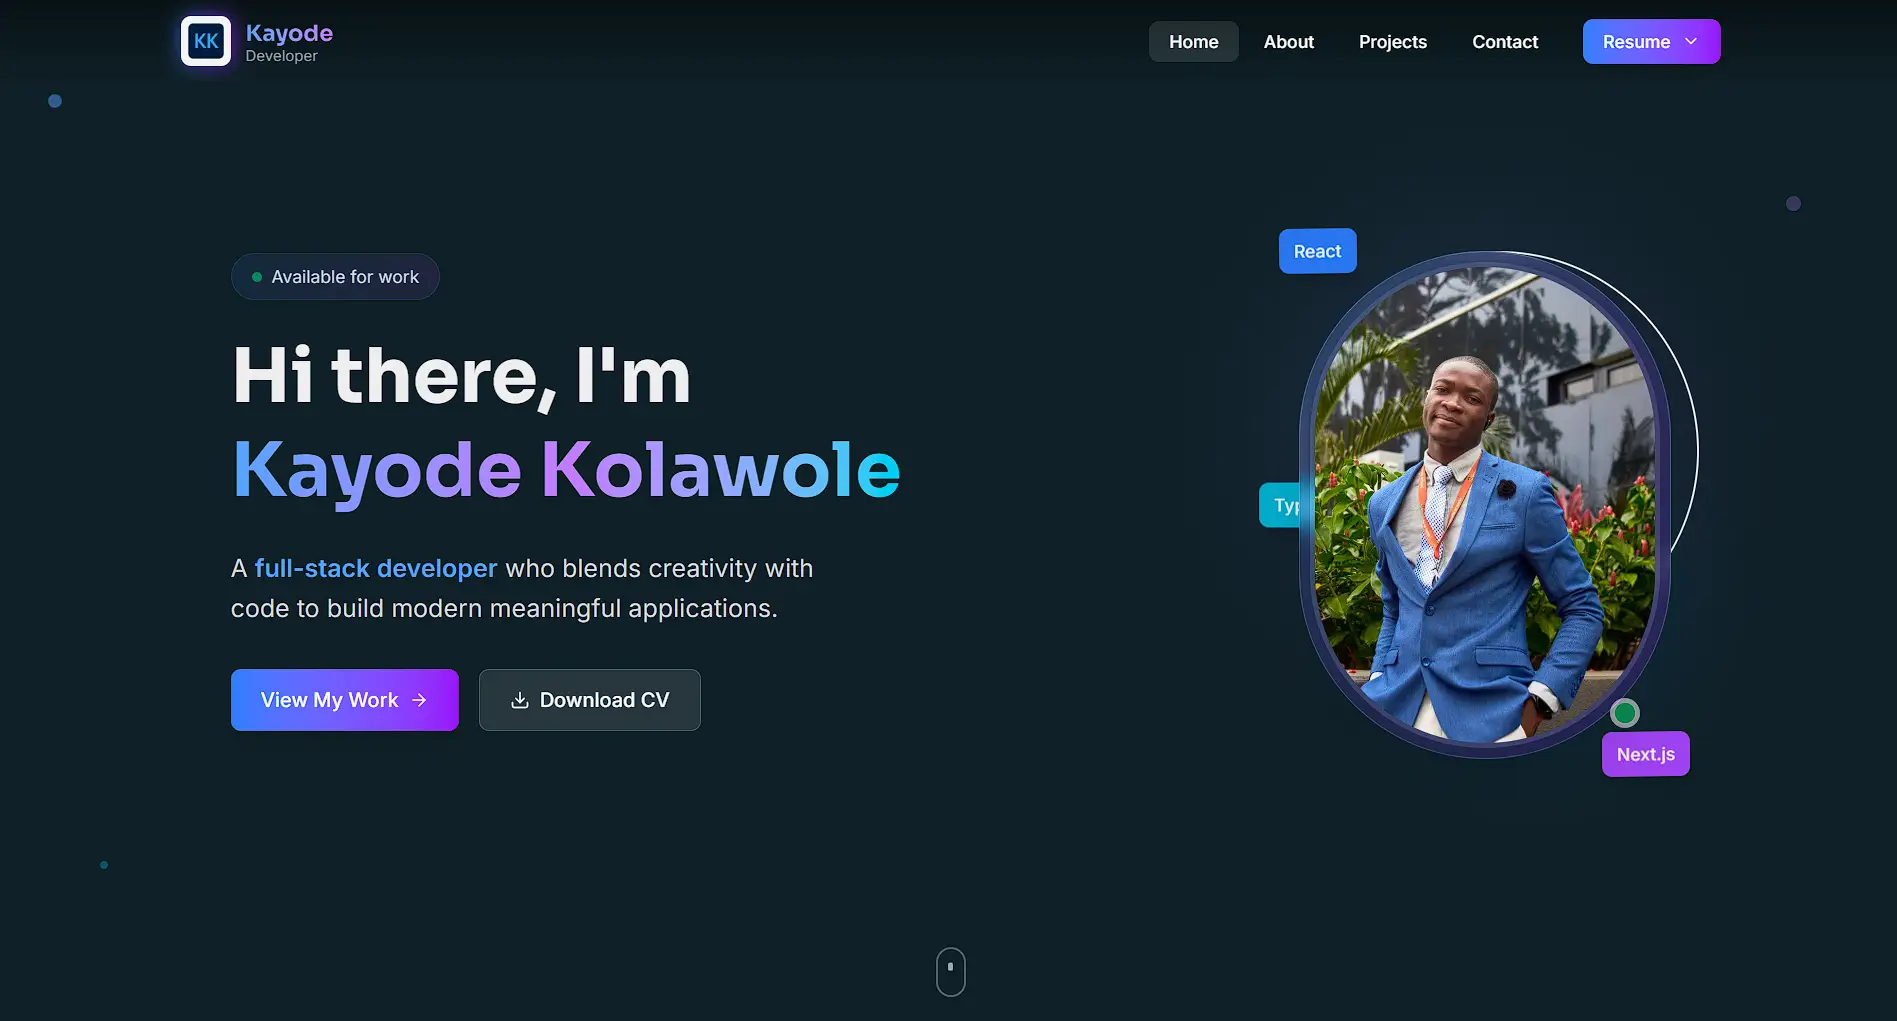 KK
Kayode
Developer
Home
About
Projects
Contact
Resume
Available for work
Hi there, I'm
Kayode Kolawole
A full-stack developer who blends creativity with
code to build modern meaningful applications.
View My Work
Download CV
React
Typ
Next.js